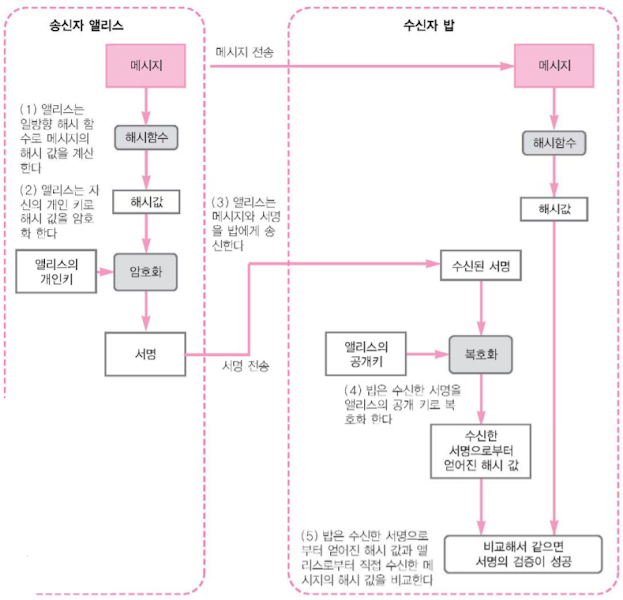 송신자 앨리스
수신자 밥
메시지
메시지 전송
메시지
(1) 앨리스는
일방향 해시 함
수로 메시지의
해시 값을 계산
한다
해시함수
해시함수
(2) 앨리스는 자
신의 개인 키로
해시 값을 암호
화 한다
해시값
(3) 앨리스는
메시지와 서명
을 밥에게 송
신한다
해시값
앨리스의
개인키
암호화
수신된 서명
서명
서명 전송
앨리스의
공개키
복호화
(4) 밥은 수신한 서명을
앨리스의 공개 키로 복
호화 한다
수신한
서명으로부터
얻어진 해시 값
(5) 밥은 수신한 서명으로
부터 얻어진 해시 값과 앨
리스로부터 직접 수신한 메
시지의 해시 값을 비교한다
비교해서 같으면
서명의 검증이 성공